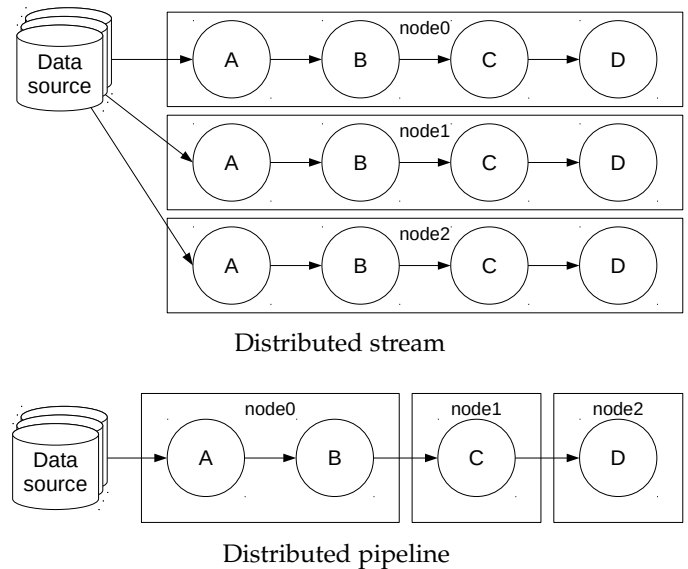 node0
Data
source
A B C D
node1
A B C D
node2
A B C D
Distributed stream
node0 node1 node2
Data
source
A B C D
Distributed pipeline